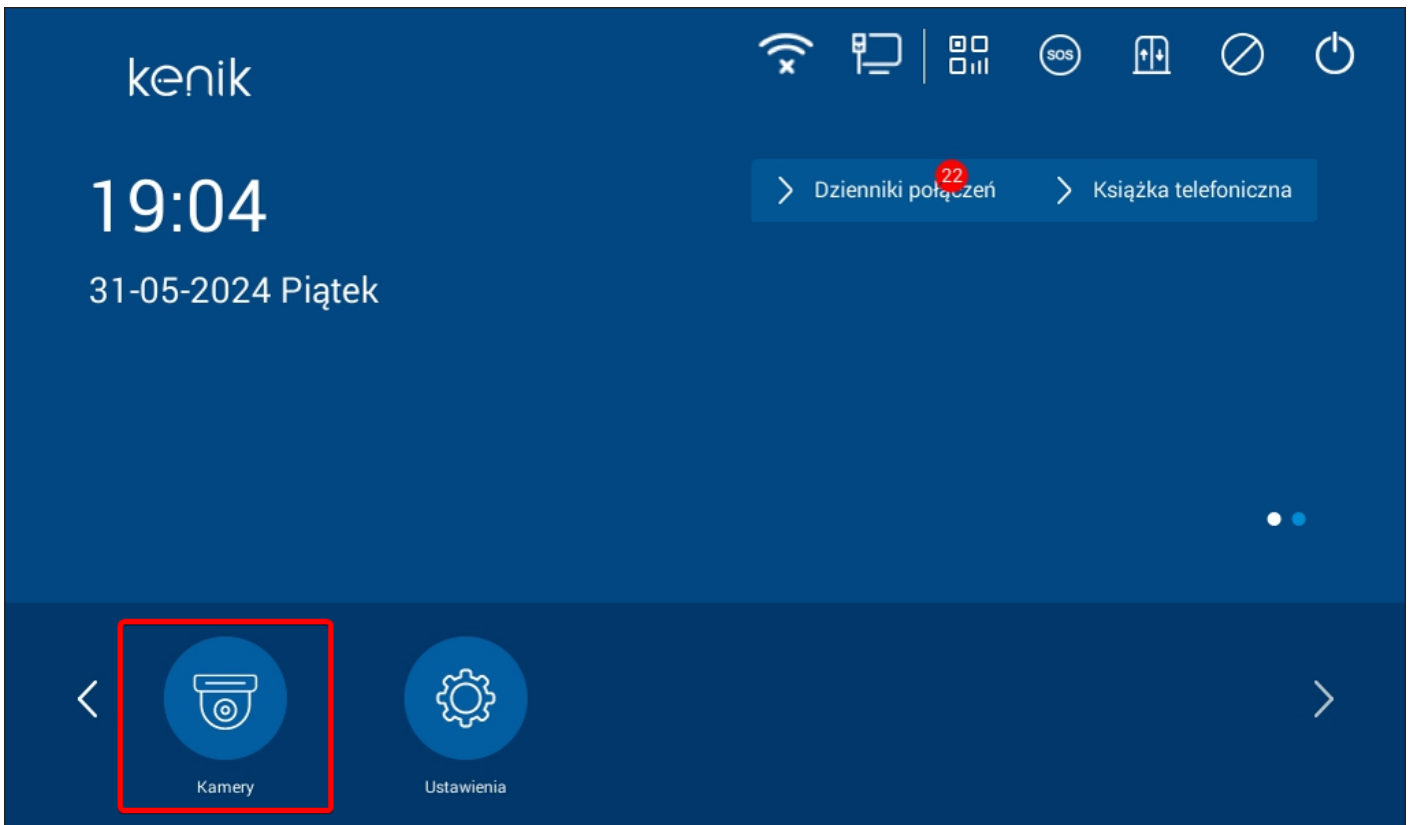 kenik
SOS
19:04
31-05-2024 Piątek
22
Dzienniki połączeń
Książka telefoniczna
Kamery
Ustawienia